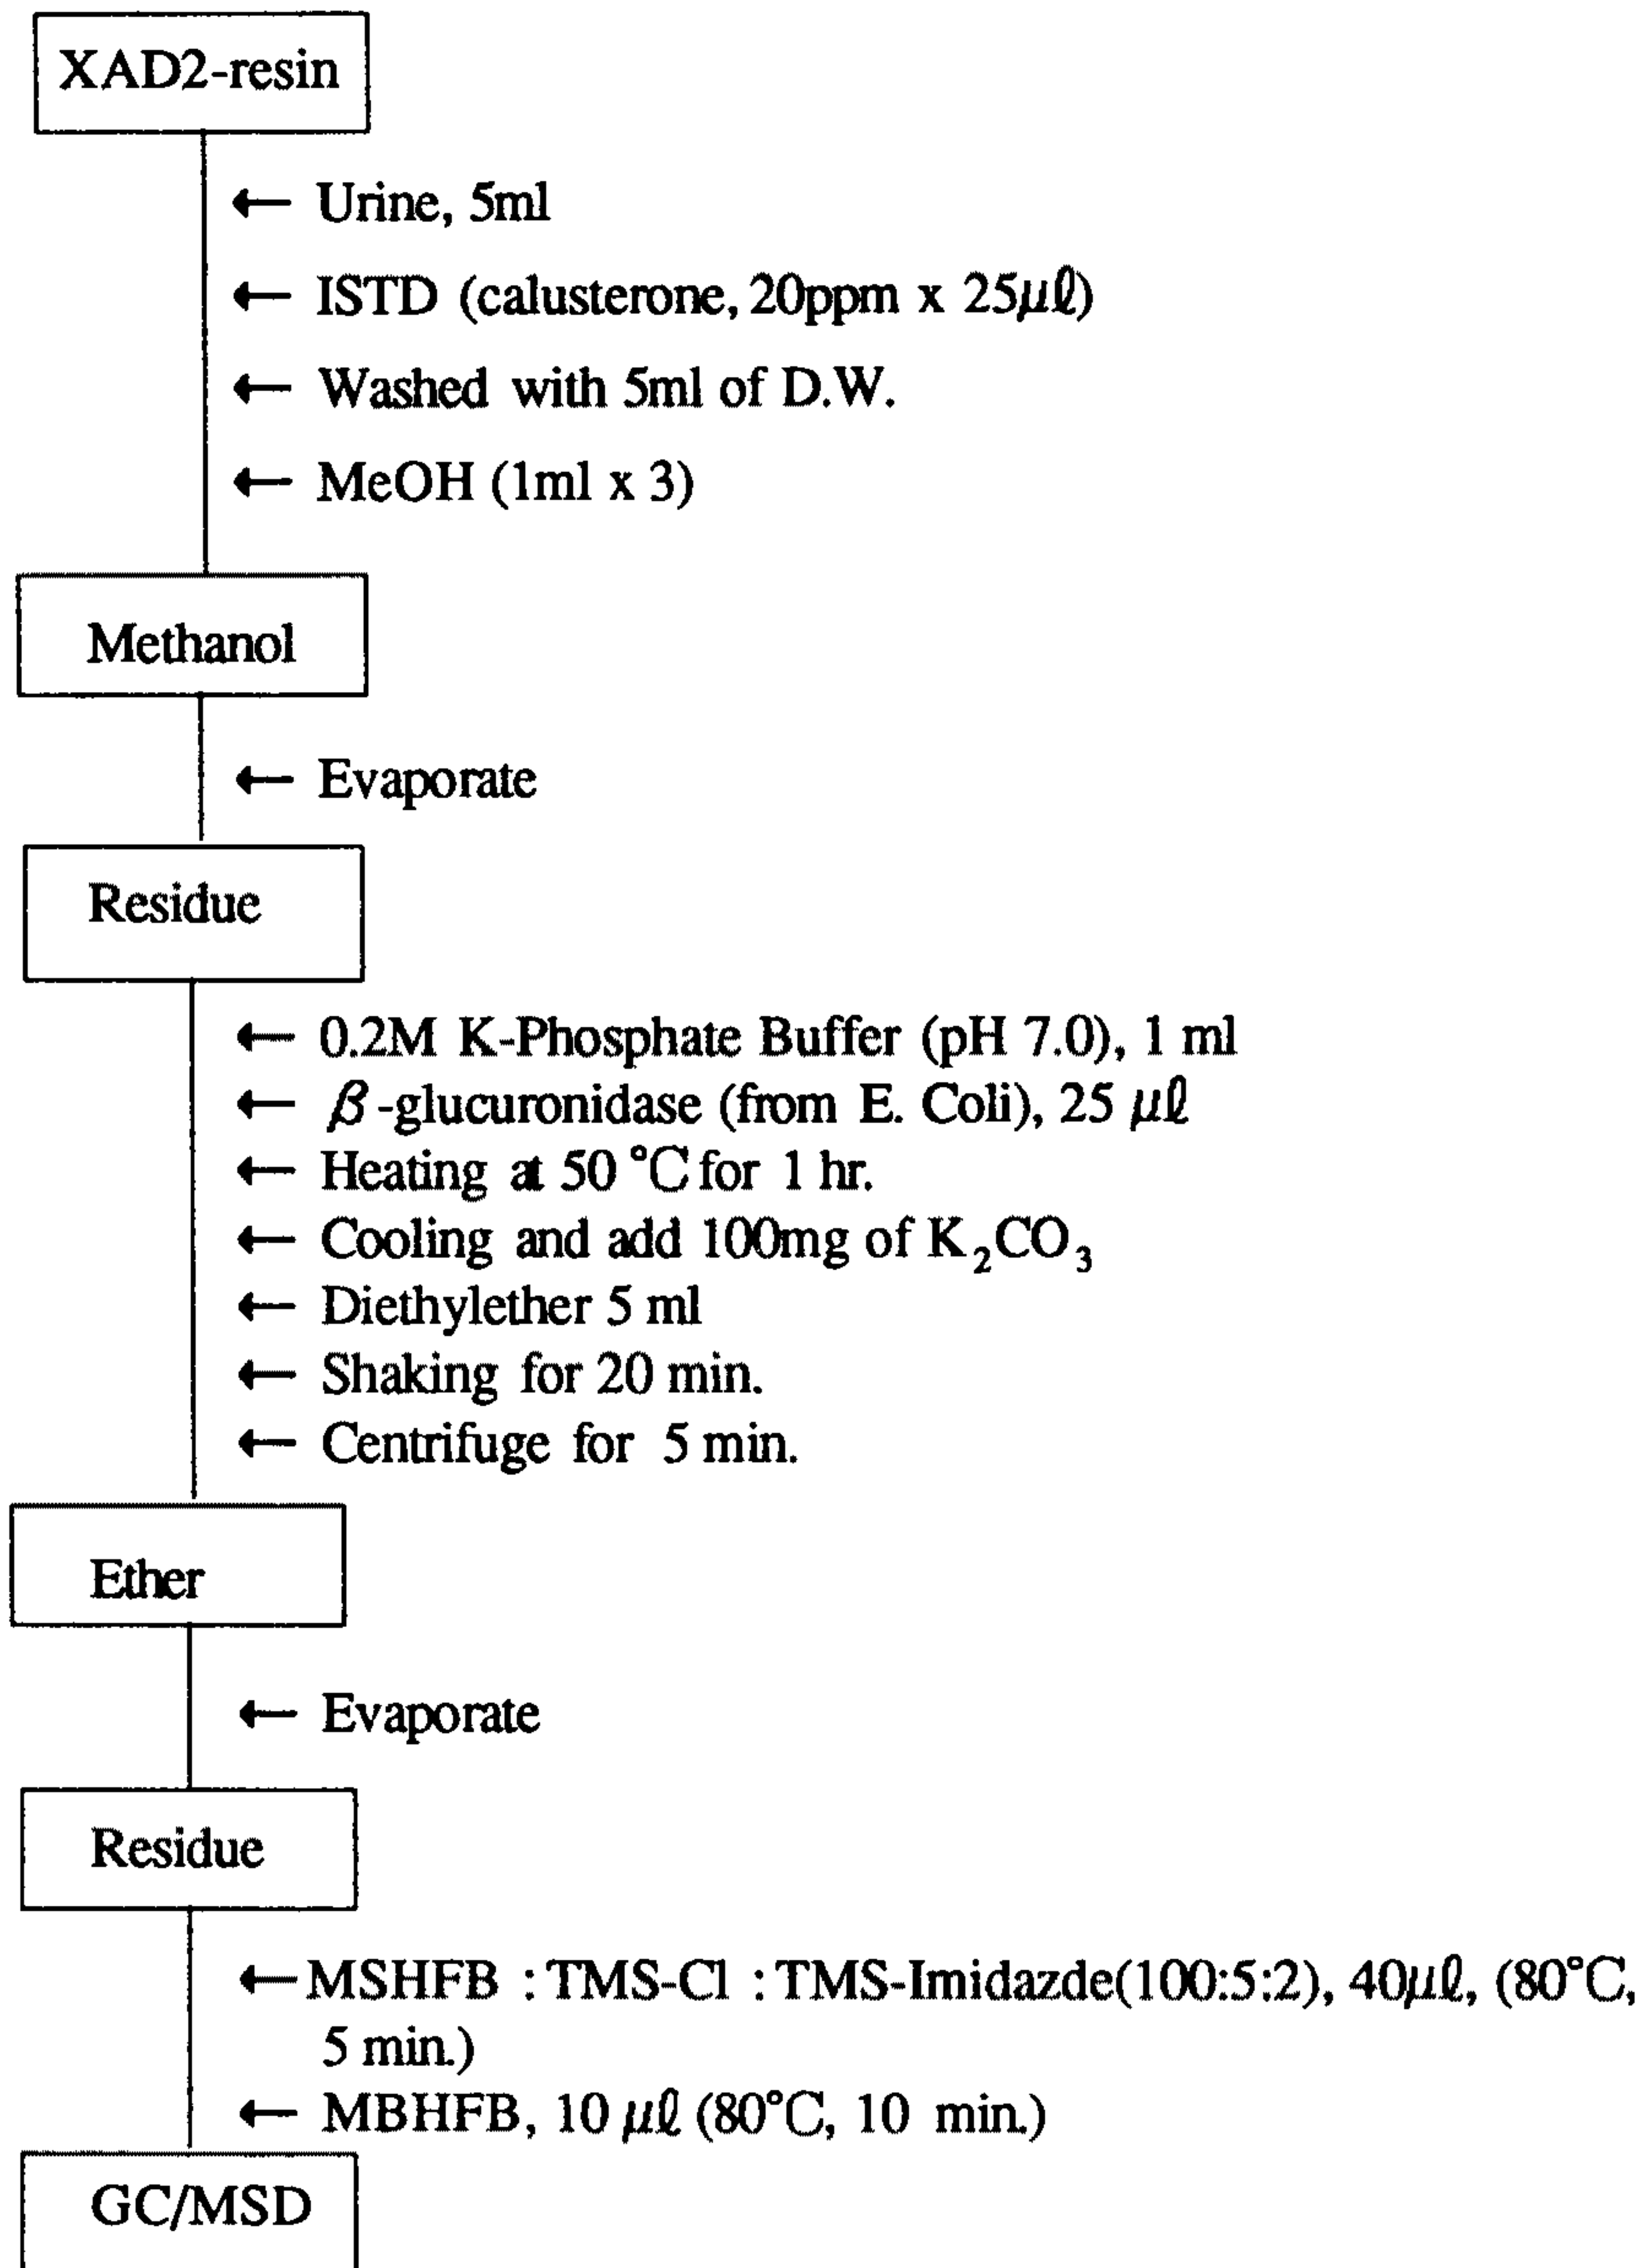 XAD2-resin
← Urine, 5ml
← ISTD (calusterone, 20ppm x 25μℓ)
← Washed with 5ml of D.W.
← MeOH (1ml x 3)
Methanol
← Evaporate
Residue
← 0.2M K-Phosphate Buffer (pH 7.0), 1 ml
← β-glucuronidase (from E. Coli), 25 μℓ
← Heating at 50 °C for 1 hr.
← Cooling and add 100mg of K₂CO₃
← Diethylether 5 ml
← Shaking for 20 min.
← Centrifuge for 5 min.
Ether
← Evaporate
Residue
← MSHFB : TMS-Cl : TMS-Imidazde(100:5:2), 40μℓ, (80°C,
5 min.)
← MBHFB, 10 μℓ (80°C, 10 min.)
GC/MSD